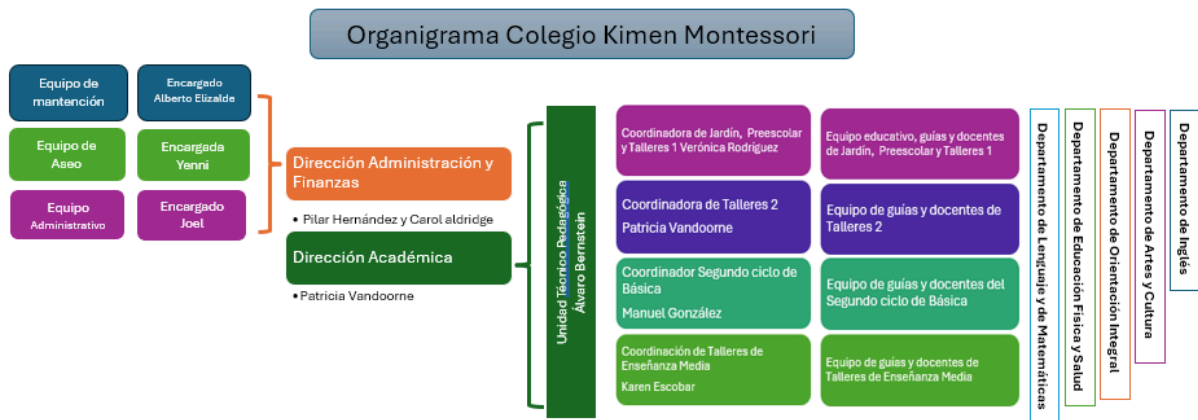 Organigrama Colegio Kimen Montessori
Equipo de
mantención
Encargado
Alberto Elizalde
Equipo de
Aseo
Encargada
Yenni
Equipo
Administrativo
Encargado
Joel
Dirección Administración y
Finanzas
• Pilar Hernández y Carol aldridge
Dirección Académica
• Patricia Vandoorne
Unidad Técnico Pedagógica
Álvaro Bernstein
Coordinadora de Jardín, Preescolar
y Talleres 1 Verónica Rodríguez
Equipo educativo, guías y docentes
de Jardín, Preescolar y Talleres 1
Coordinadora de Talleres 2
Patricia Vandoorne
Equipo de guías y docentes de
Talleres 2
Coordinador Segundo ciclo de
Básica
Manuel González
Equipo de guías y docentes del
Segundo ciclo de Básica
Coordinación de Talleres de
Enseñanza Media
Karen Escobar
Equipo de guías y docentes de
Talleres de Enseñanza Media
Departamento de Lenguaje y de Matemáticas
Departamento de Educación Física y Salud
Departamento de Orientación Integral
Departamento de Artes y Cultura
Departamento de Inglés